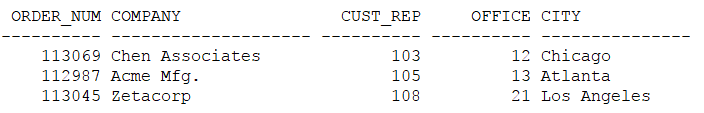 ORDER_NUM COMPANY CUST_REP OFFICE CITY
---------- -------------------- ---------- ---------- ---------------
113069 Chen Associates 103 12 Chicago
112987 Acme Mfg. 105 13 Atlanta
113045 Zetacorp 108 21 Los Angeles